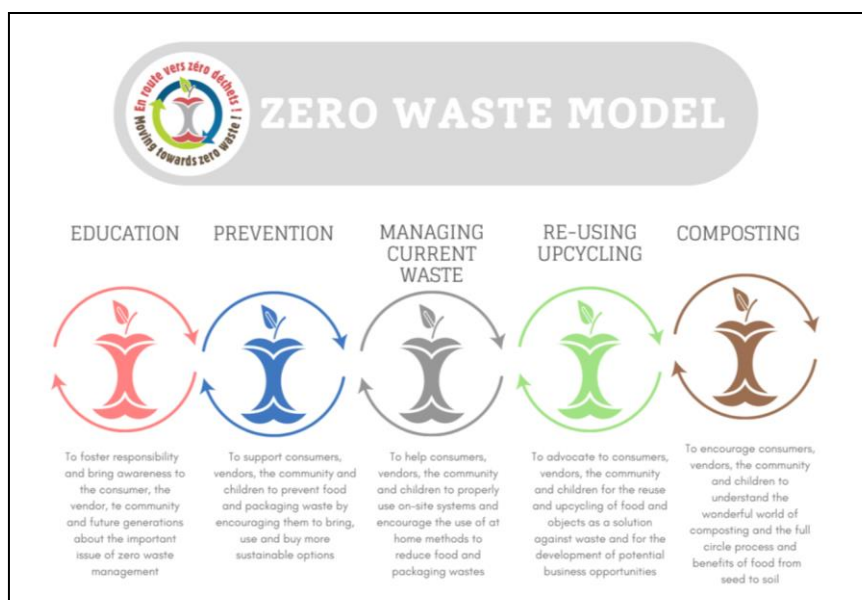 En route vers zéro déchets !
Moving towards zero waste !
ZERO WASTE MODEL
EDUCATION
To foster responsibility
and bring awareness to
the consumer, the
vendor, te community
and future generations
about the important
issue of zero waste
management
PREVENTION
To support consumers,
vendors, the community and
children to prevent food
and packaging waste by
encouraging them to bring,
use and buy more
sustainable options
MANAGING
CURRENT
WASTE
To help consumers,
vendors, the community
and children to properly
use on-site systems and
encourage the use of at
home methods to
reduce food and
packaging wastes
RE-USING
UPCYCLING
To advocate to consumers,
vendors, the community
and children for the reuse
and upcycling of food and
objects as a solution
against waste and for the
development of potential
business opportunities
COMPOSTING
To encourage consumers,
vendors, the community
and children to
understand the
wonderful world of
composting and the full
circle process and
benefits of food from
seed to soil